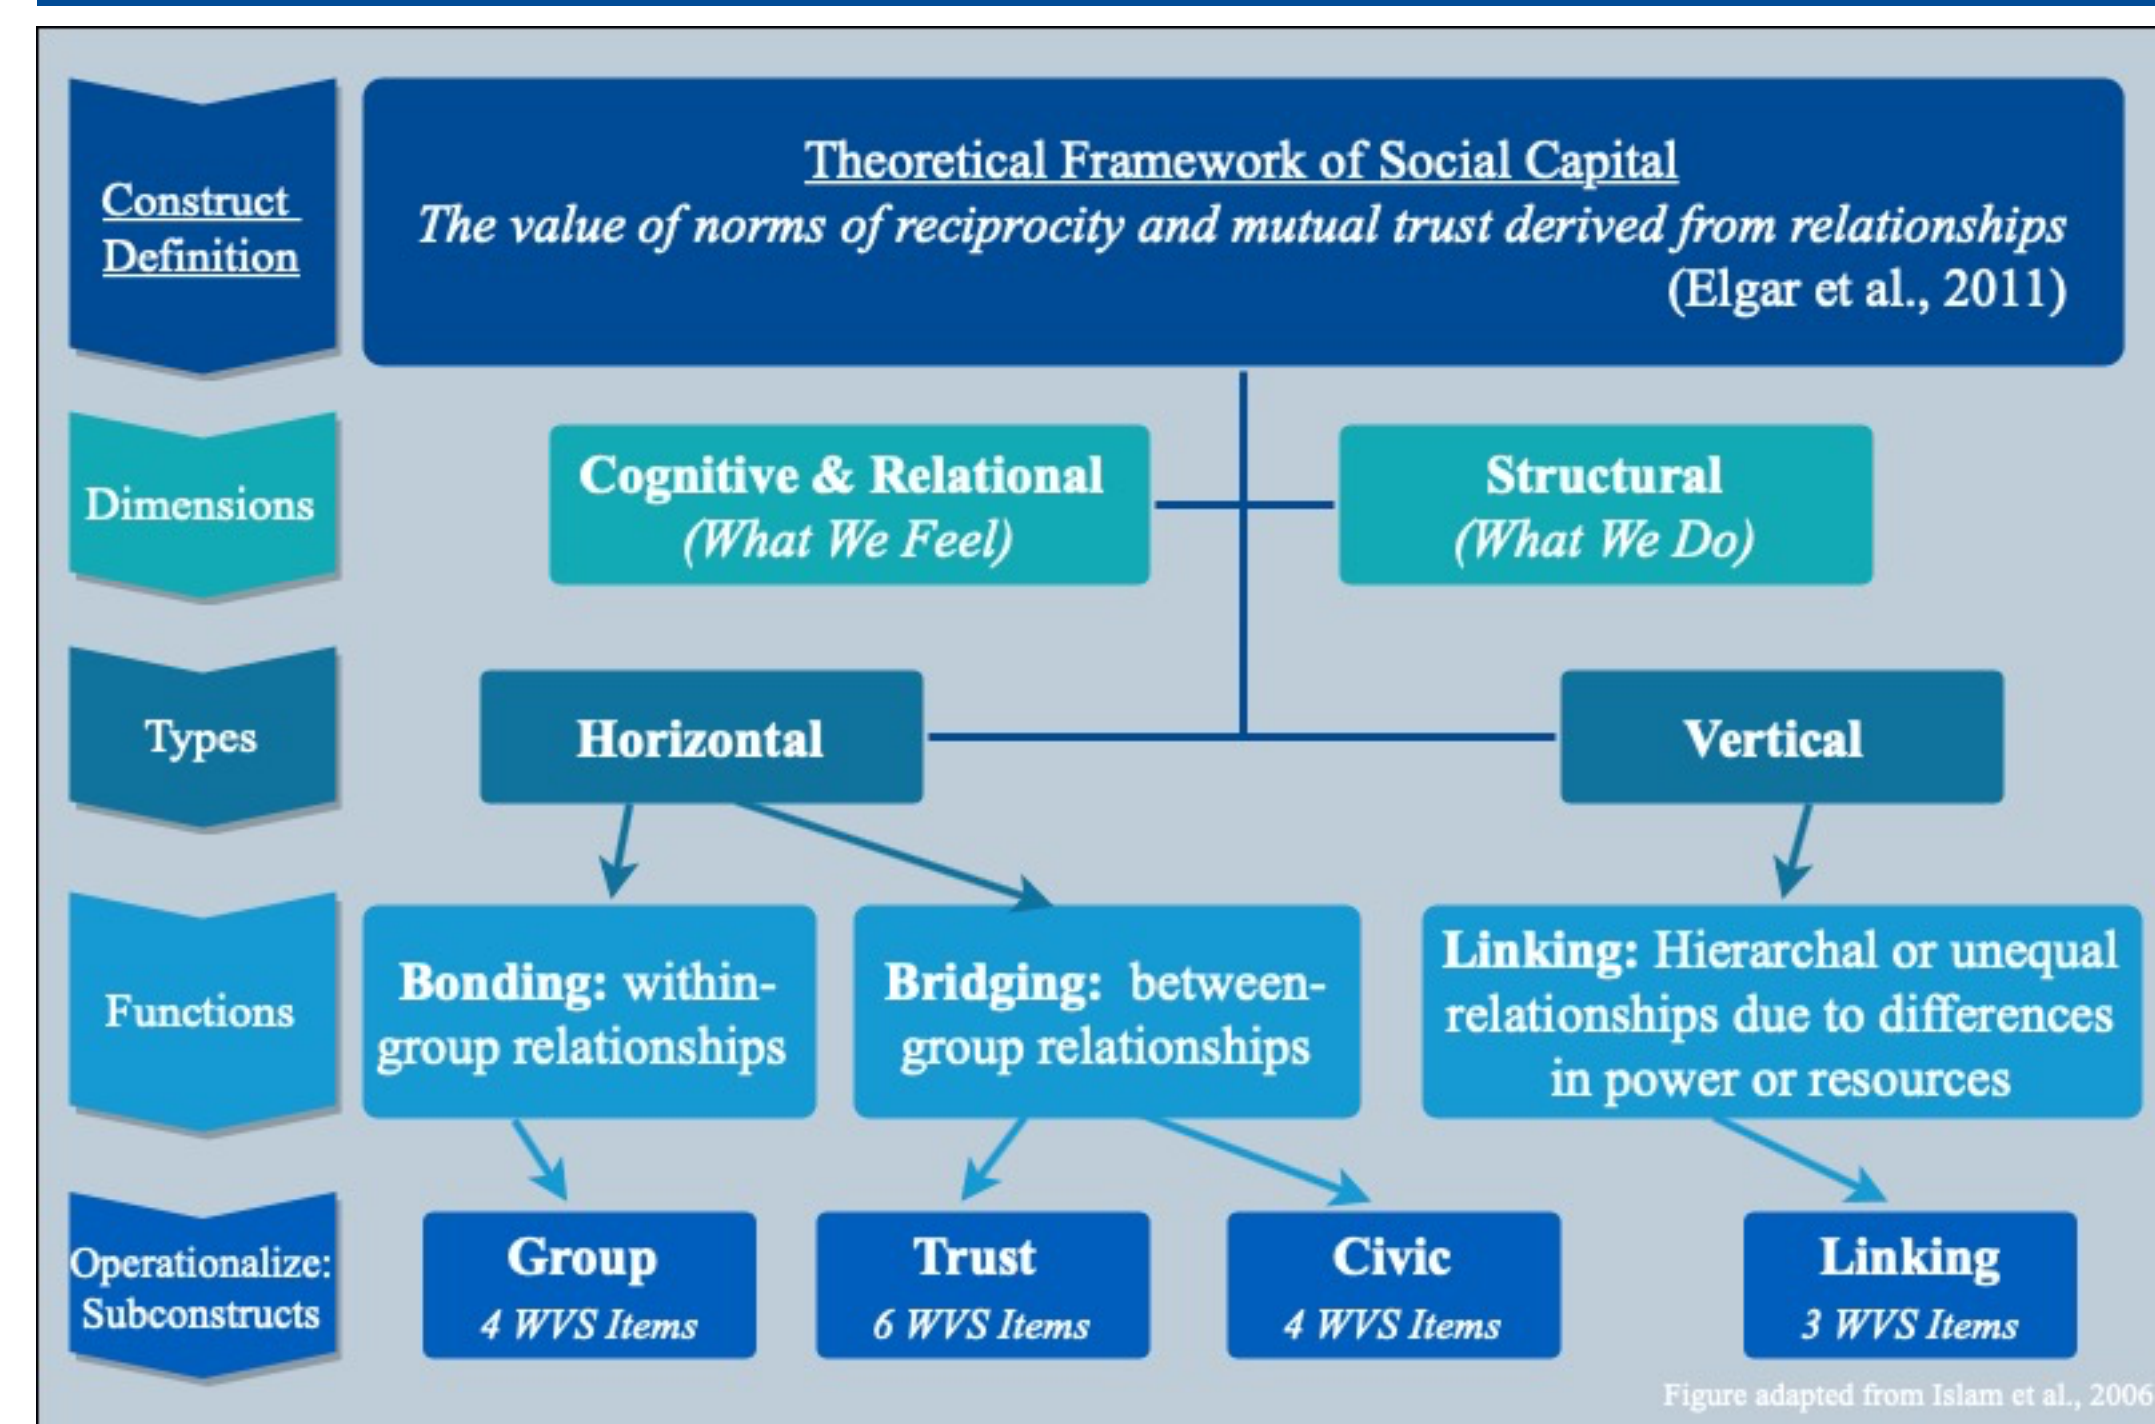 Construct
Definition
Theoretical Framework of Social Capital
The value of norms of reciprocity and mutual trust derived from relationships
(Elgar et al., 2011)
Dimensions
Cognitive & Relational
(What We Feel)
Structural
(What We Do)
Types
Horizontal
Vertical
Functions
Bonding: within-
group relationships
Bridging: between-
group relationships
Linking: Hierarchal or unequal
relationships due to differences
in power or resources
Operationalize:
Subconstructs
Group
4 WVS Items
Trust
6 WVS Items
Civic
4 WVS Items
Linking
3 WVS Items
Figure adapted from Islam et al., 2006